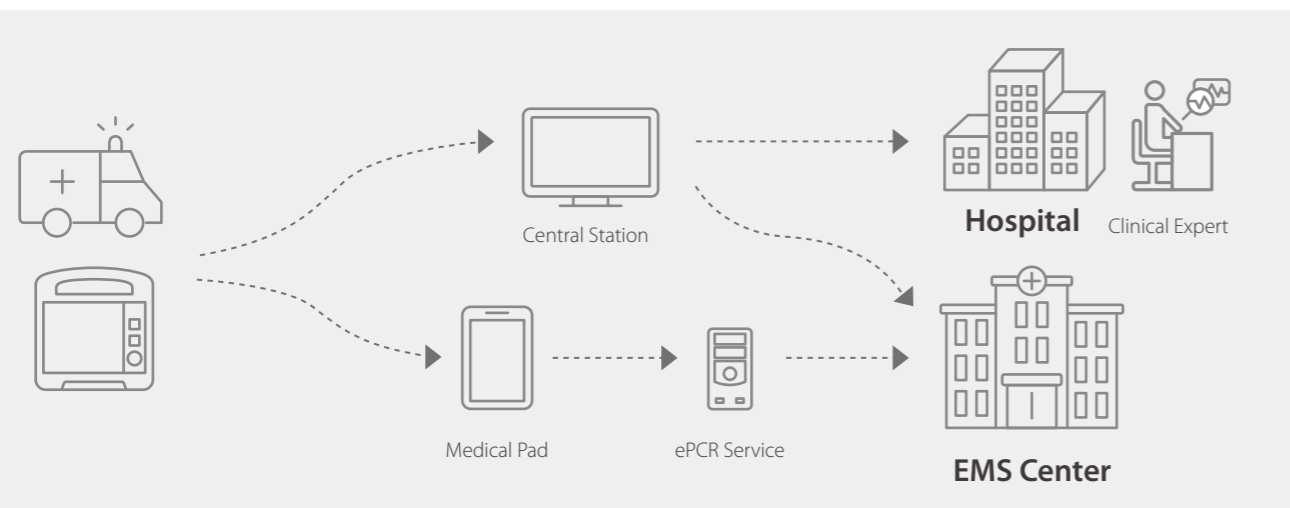 Central Station
Hospital
Clinical Expert
Medical Pad
ePCR Service
EMS Center